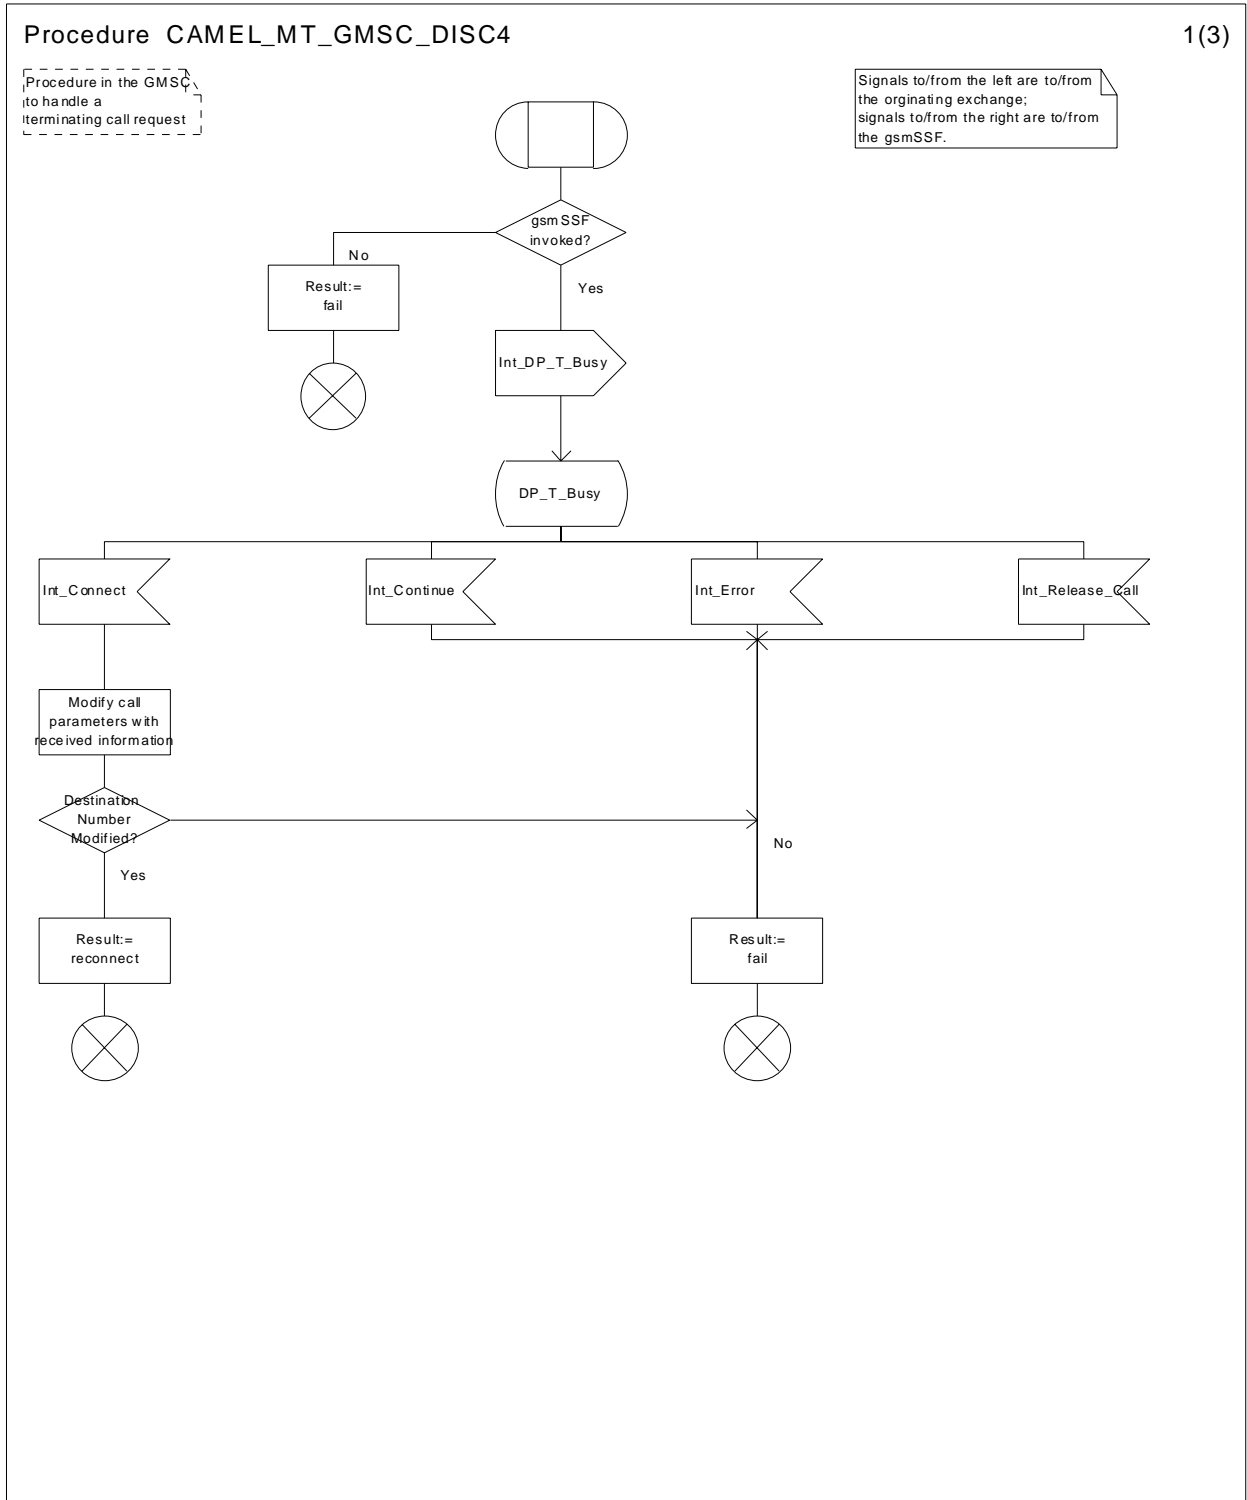 Procedure CAMEL_MT_GMSC_DISC4
1(3)
Procedure in the GMSC
to handle a
terminating call request
Signals to/from the left are to/from
the orginating exchange;
signals to/from the right are to/from
the gsmSSF.
gsmSSF
invoked?
No
Yes
Result:=
fail
Int_DP_T_Busy
DP_T_Busy
Int_Connect
Int_Continue
Int_Error
Int_Release_Call
Modify call
parameters with
received information
Destination
Number
Modified?
No
Yes
Result:=
reconnect
Result:=
fail